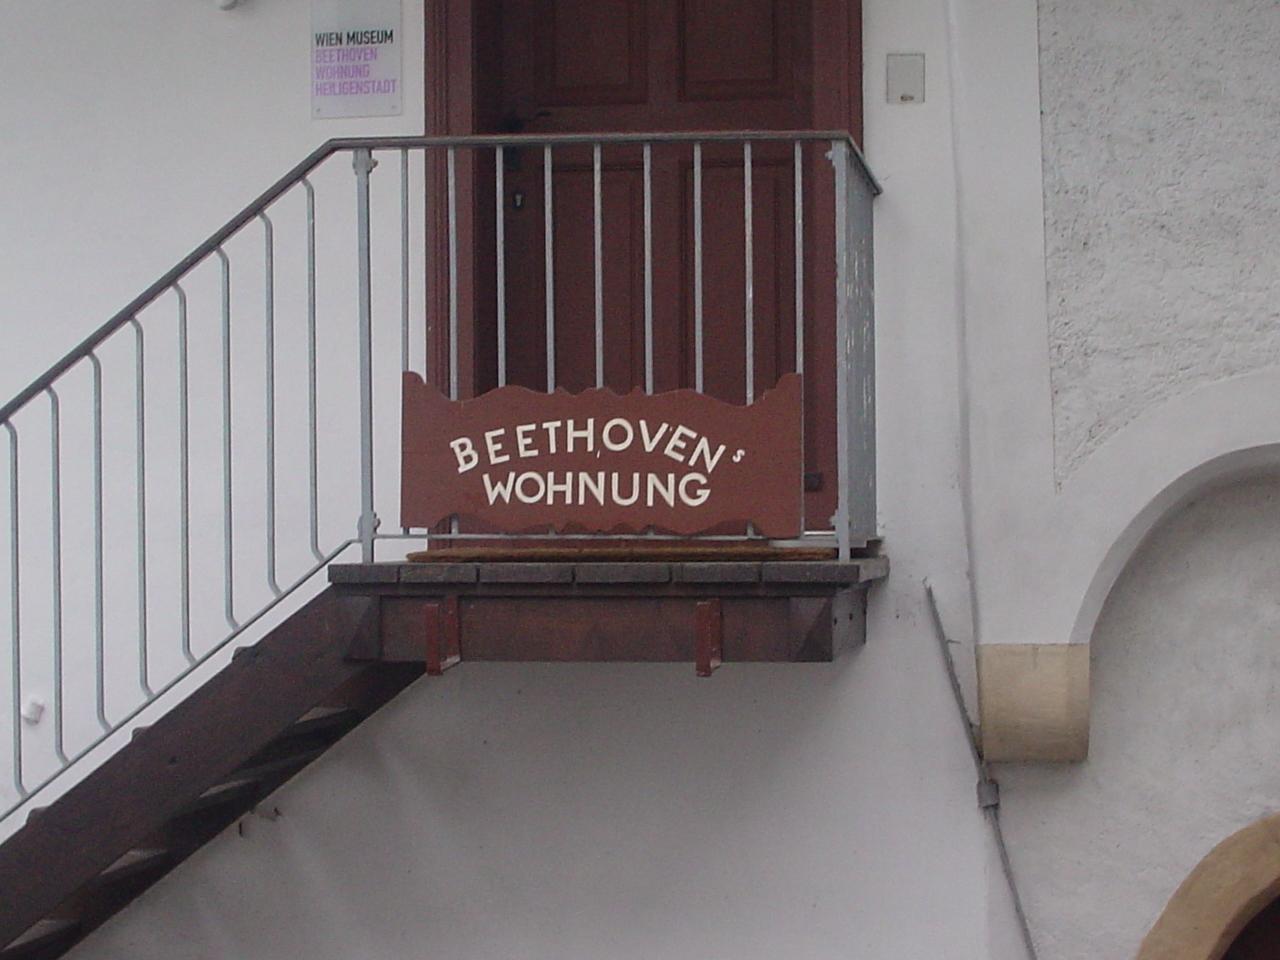 WIEN MUSEUM
BEETHOVEN
WOHNUNG
HEILIGENSTADT
BEETHOVEN's
WOHNUNG